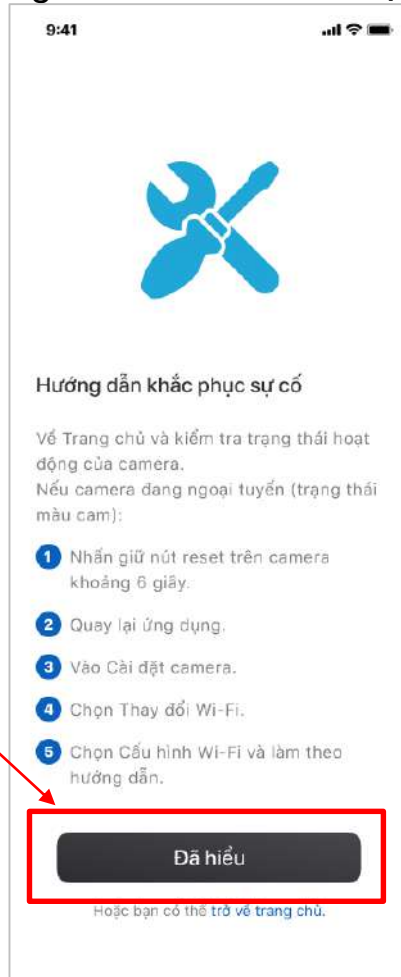 9:41
Hướng dẫn khắc phục sự cố
Về Trang chủ và kiểm tra trạng thái hoạt
động của camera.
Nếu camera đang ngoại tuyến (trạng thái
màu cam):
1 Nhấn giữ nút reset trên camera
khoảng 6 giây.
2 Quay lại ứng dụng.
3 Vào Cài đặt camera.
4 Chọn Thay đổi Wi-Fi.
5 Chọn Cấu hình Wi-Fi và làm theo
hướng dẫn.
Đã hiểu
Hoặc bạn có thể trở về trang chủ.